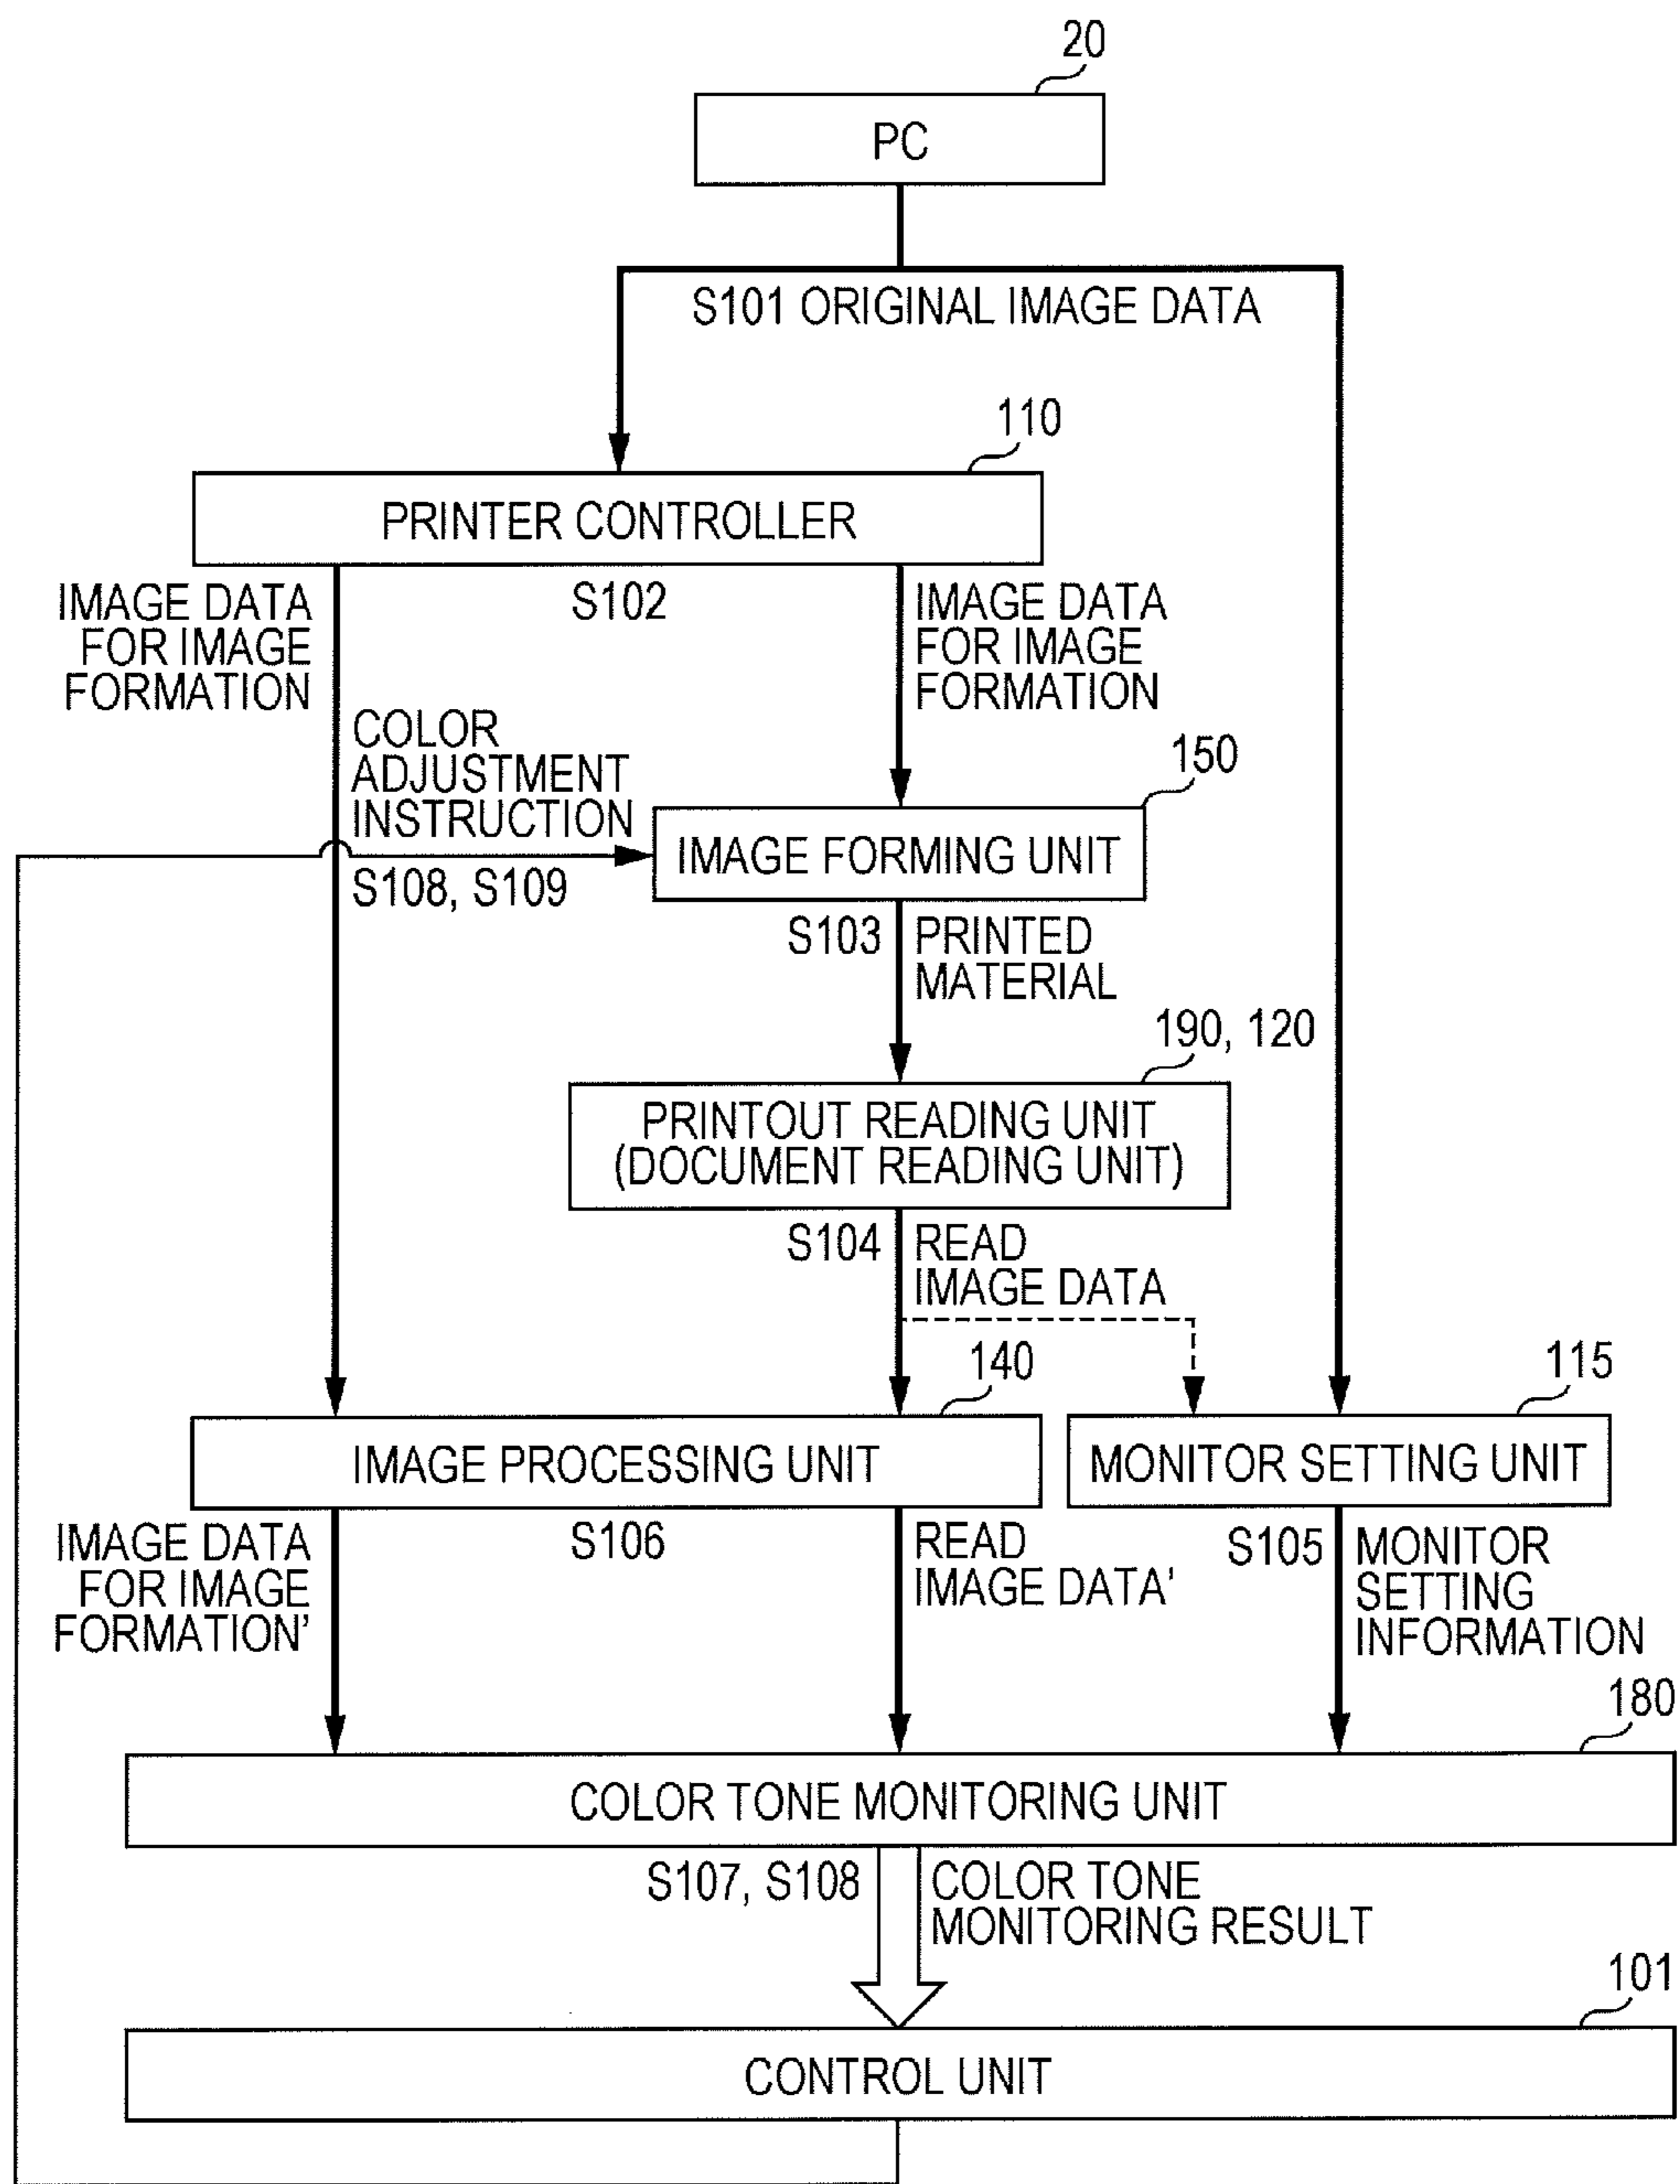 20
PC
S101 ORIGINAL IMAGE DATA
110
PRINTER CONTROLLER
IMAGE DATA
FOR IMAGE
FORMATION
S102
IMAGE DATA
FOR IMAGE
FORMATION
COLOR
ADJUSTMENT
INSTRUCTION
S108, S109
150
IMAGE FORMING UNIT
S103
PRINTED
MATERIAL
190, 120
PRINTOUT READING UNIT
(DOCUMENT READING UNIT)
S104
READ
IMAGE DATA
140
IMAGE PROCESSING UNIT
115
MONITOR SETTING UNIT
IMAGE DATA
FOR IMAGE
FORMATION'
S106
READ
IMAGE DATA'
S105
MONITOR
SETTING
INFORMATION
180
COLOR TONE MONITORING UNIT
S107, S108
COLOR TONE
MONITORING RESULT
101
CONTROL UNIT